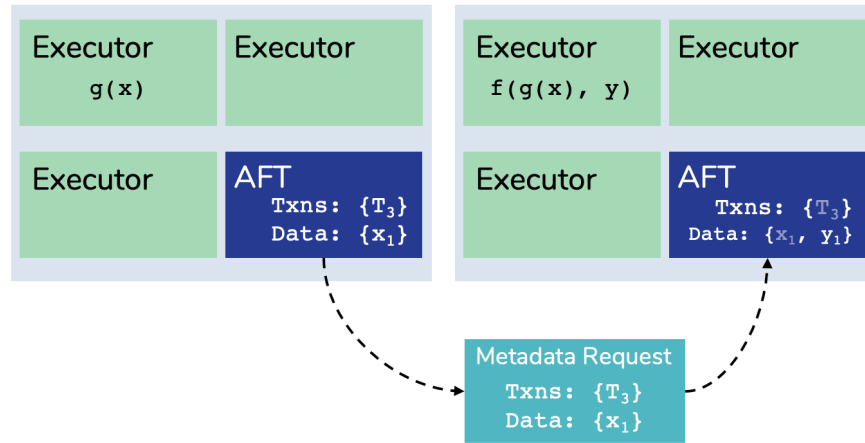 Executor
g(x)
Executor
Executor
AFT
Txns: {T₃}
Data: {x₁}
Executor
f(g(x), y)
Executor
Executor
AFT
Txns: {T₃}
Data: {x₁, y₁}
Metadata Request
Txns: {T₃}
Data: {x₁}